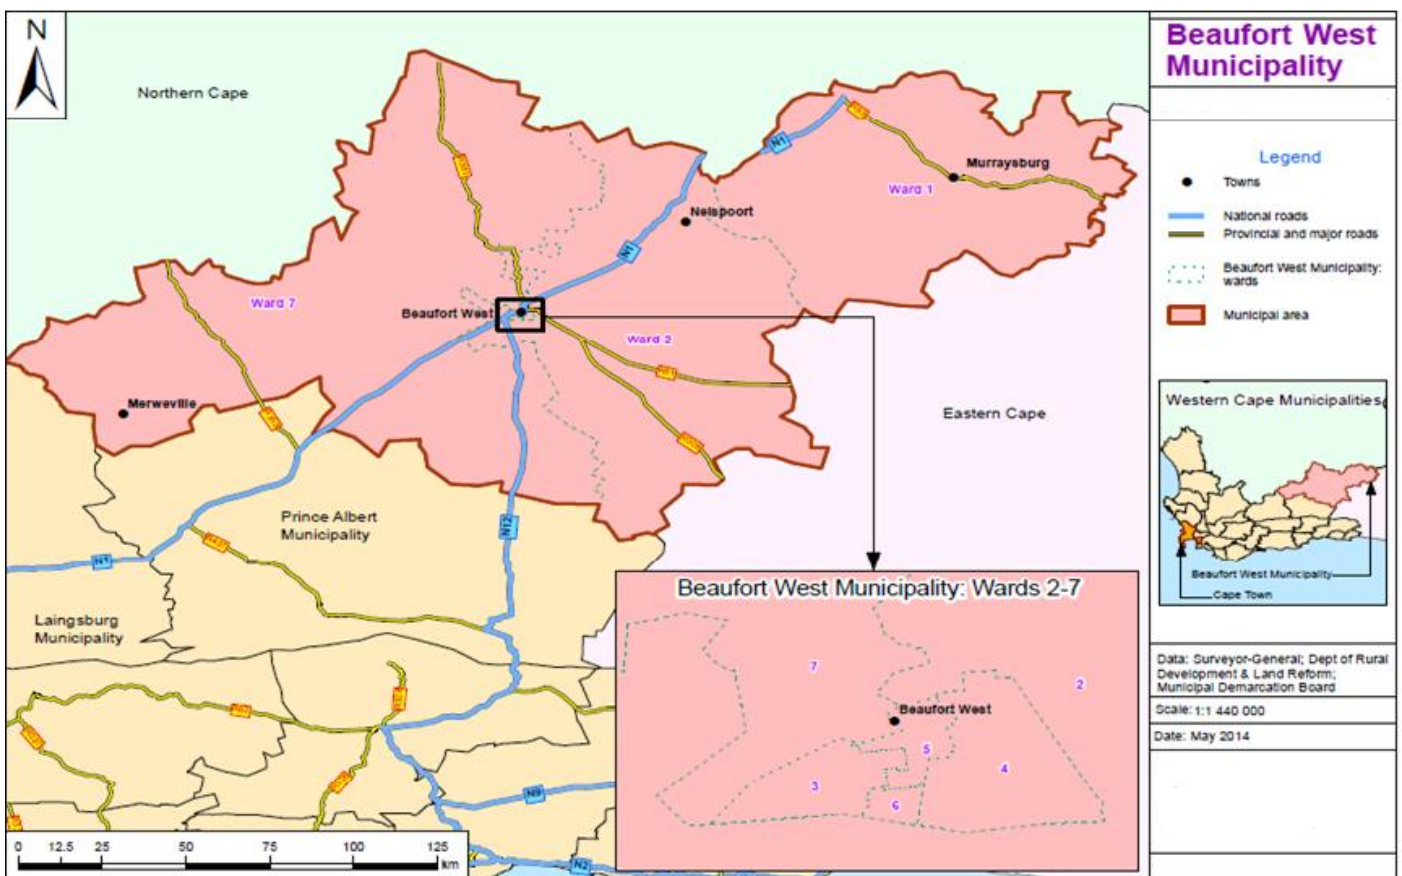 N
Northern Cape
N1
Murraysburg
Ward 1
Nelspoort
N1
Ward 7
Beaufort West
Ward 2
Merweville
Eastern Cape
Prince Albert
Municipality
N12
N1
Laingsburg
Municipality
N9
N2
0 12.5 25 50 75 100 125
km
Beaufort West Municipality: Wards 2-7
7
2
Beaufort West
5
4
3
6
Beaufort West
Municipality
Legend
Towns
National roads
Provincial and major roads
Beaufort West Municipality:
wards
Municipal area
Western Cape Municipalities
Beaufort West Municipality
Cape Town
Data: Surveyor-General; Dept of Rural
Development & Land Reform;
Municipal Demarcation Board
Scale: 1:1 440 000
Date: May 2014